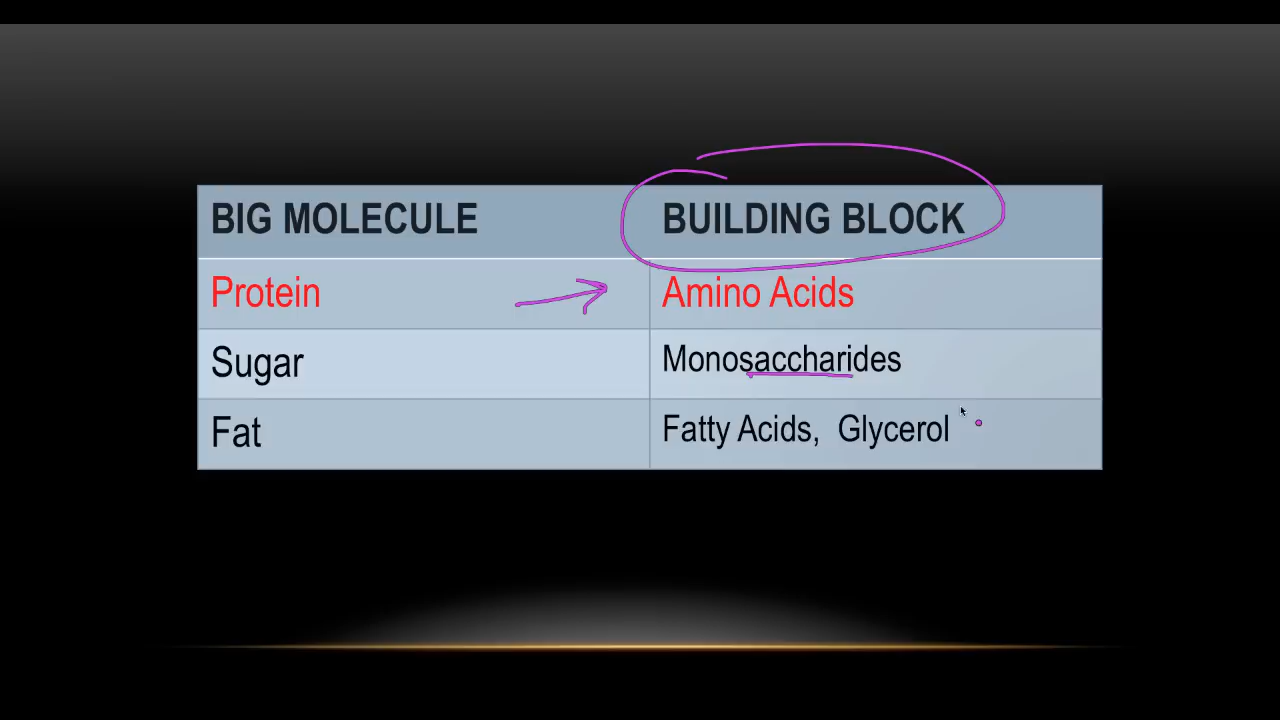 BIG MOLECULE BUILDING BLOCK
Protein Amino Acids
Sugar Monosaccharides
Fat Fatty Acids, Glycerol